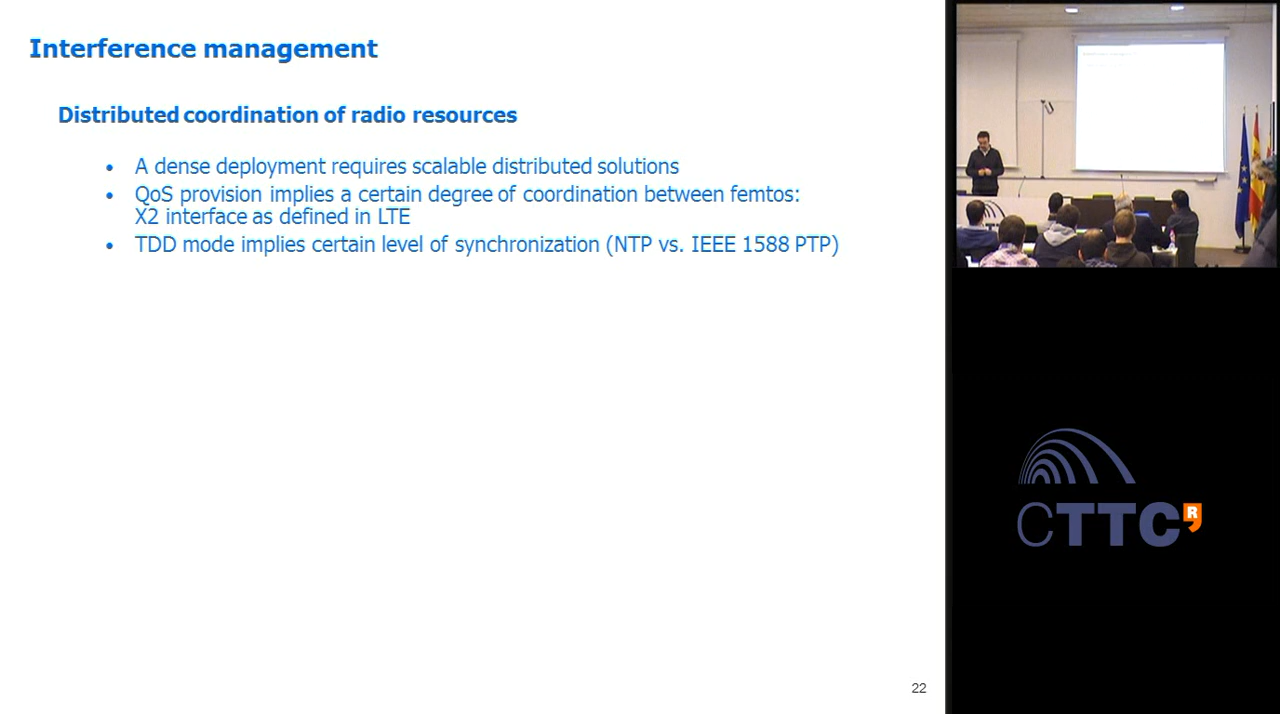 Interference management
Distributed coordination of radio resources
• A dense deployment requires scalable distributed solutions
• QoS provision implies a certain degree of coordination between femtos:
X2 interface as defined in LTE
• TDD mode implies certain level of synchronization (NTP vs. IEEE 1588 PTP)
22
CTTC R